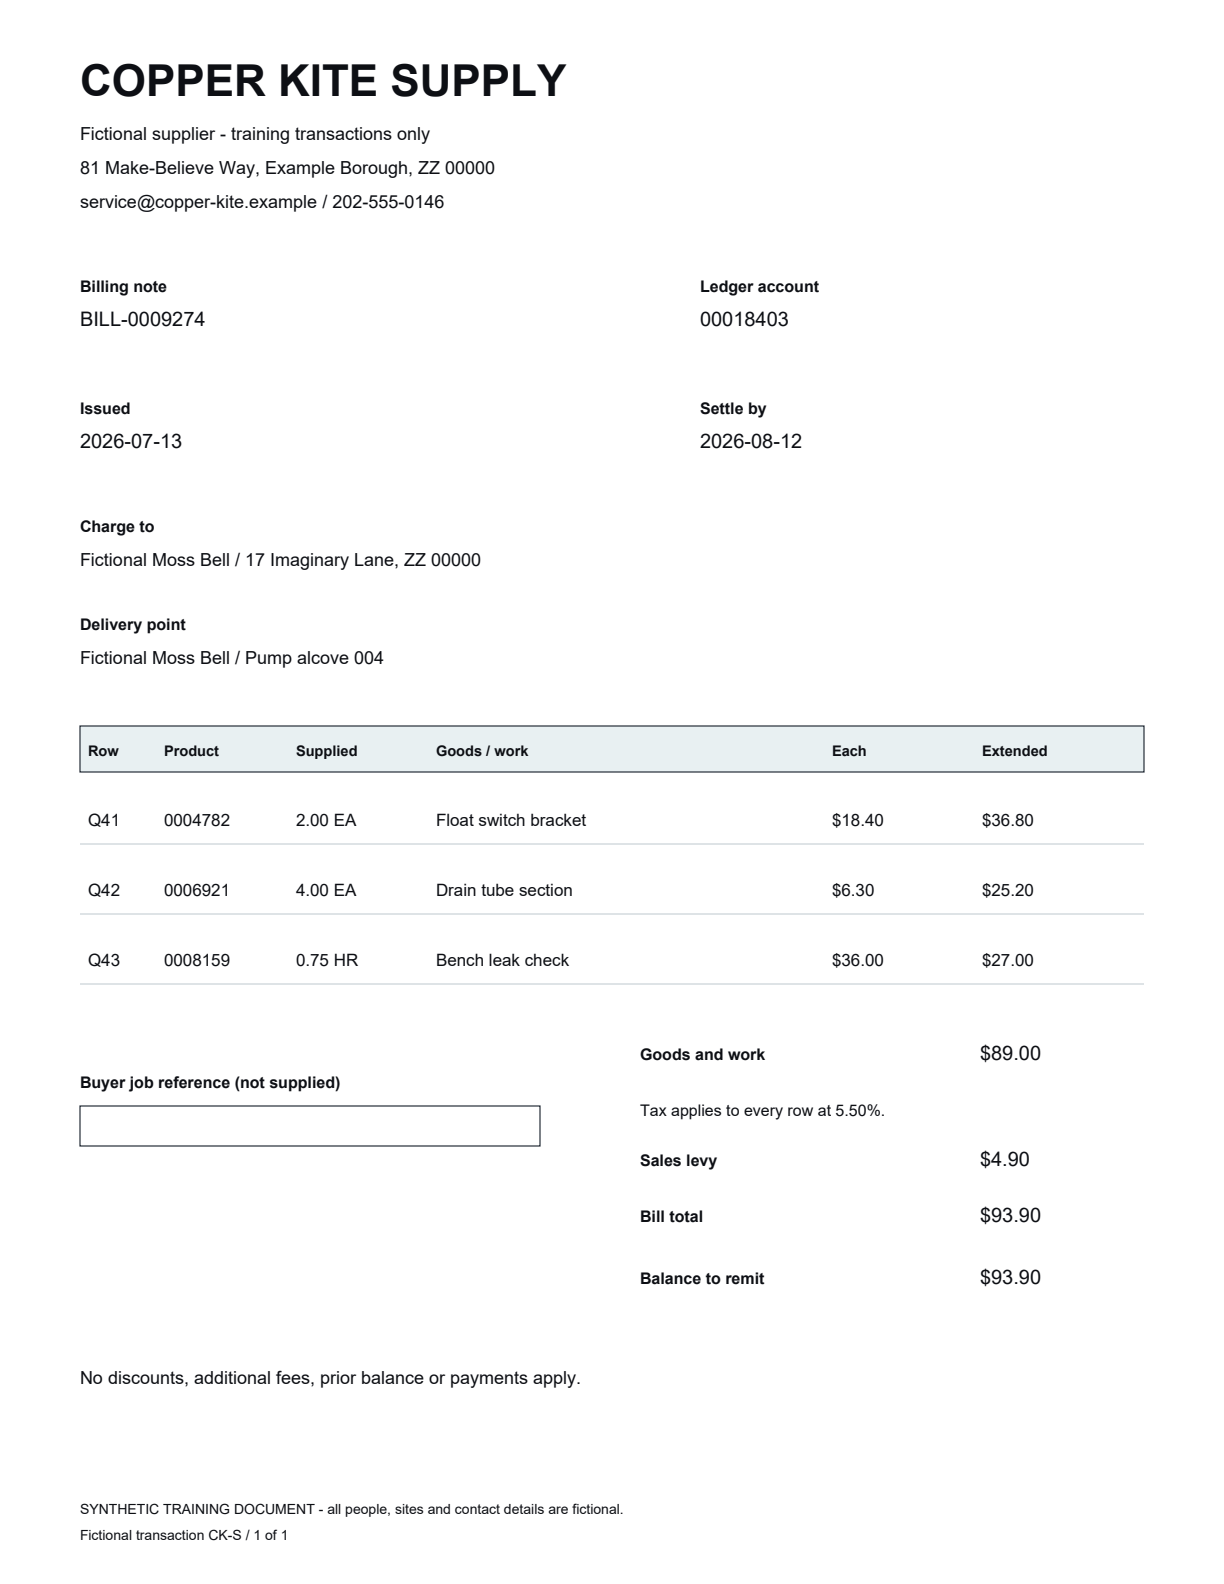 COPPER KITE SUPPLY
Fictional supplier - training transactions only
81 Make-Believe Way, Example Borough, ZZ 00000
service@copper-kite.example / 202-555-0146
Billing note Ledger account
BILL-0009274 00018403
Issued Settle by
2026-07-13 2026-08-12
Charge to
Fictional Moss Bell / 17 Imaginary Lane, ZZ 00000
Delivery point
Fictional Moss Bell / Pump alcove 004
Row Product Supplied Goods / work Each Extended
Q41 0004782 2.00 EA Float switch bracket $18.40 $36.80
Q42 0006921 4.00 EA Drain tube section $6.30 $25.20
Q43 0008159 0.75 HR Bench leak check $36.00 $27.00
Goods and work $89.00
Buyer job reference (not supplied)
Tax applies to every row at 5.50%.
Sales levy $4.90
Bill total $93.90
Balance to remit $93.90
No discounts, additional fees, prior balance or payments apply.
SYNTHETIC TRAINING DOCUMENT - all people, sites and contact details are fictional.
Fictional transaction CK-S / 1 of 1